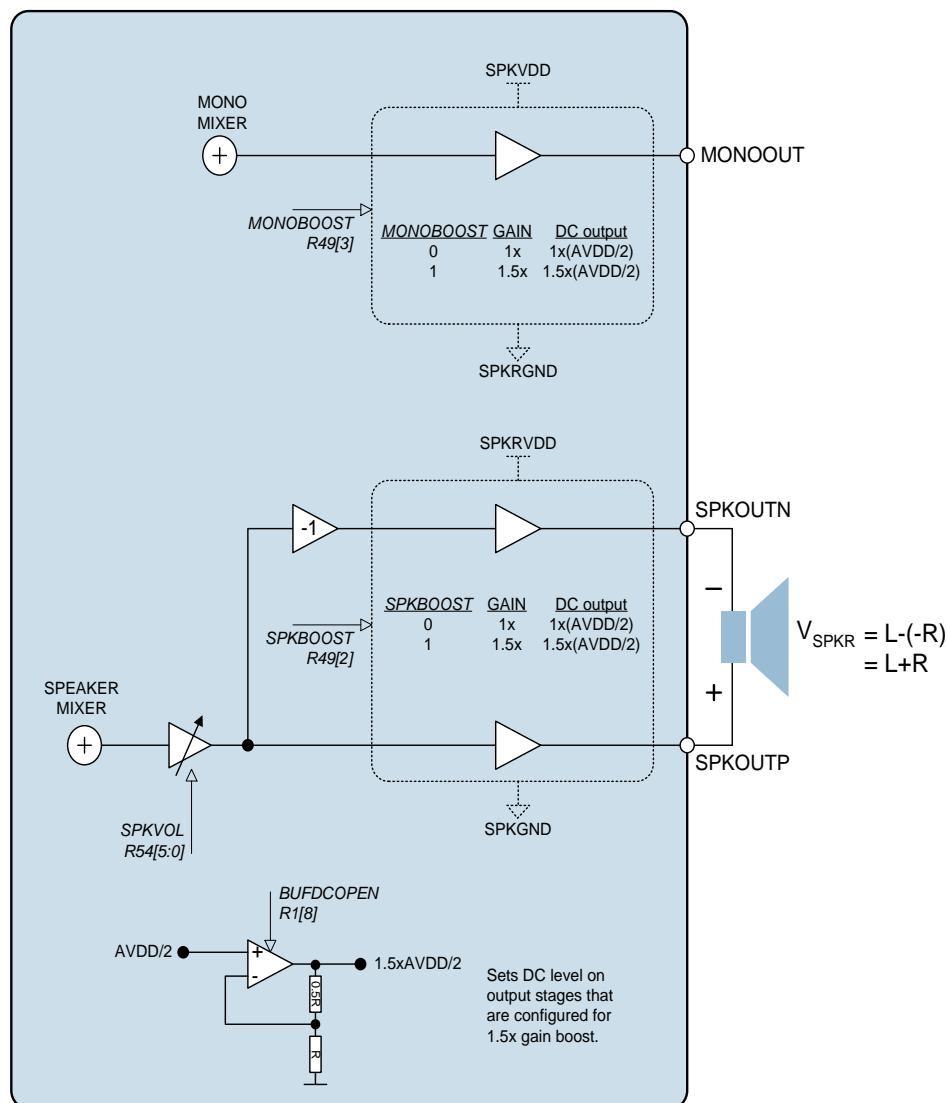 SPKVDD
MONO
MIXER
+
MONOOUT
MONOBOOST
R49[3]
MONOBOOST GAIN DC output
0 1x 1x(AVDD/2)
1 1.5x 1.5x(AVDD/2)
SPKRGND
SPKRVDD
SPKOUTN
-1
SPKBOOST
R49[2]
SPKBOOST GAIN DC output
0 1x 1x(AVDD/2)
1 1.5x 1.5x(AVDD/2)
−
+
VSPKR = L-(-R)
= L+R
SPEAKER
MIXER
+
SPKOUTP
SPKGND
SPKVOL
R54[5:0]
BUFDCOPEN
R1[8]
AVDD/2
+
-
1.5xAVDD/2
0.5R
R
Sets DC level on
output stages that
are configured for
1.5x gain boost.